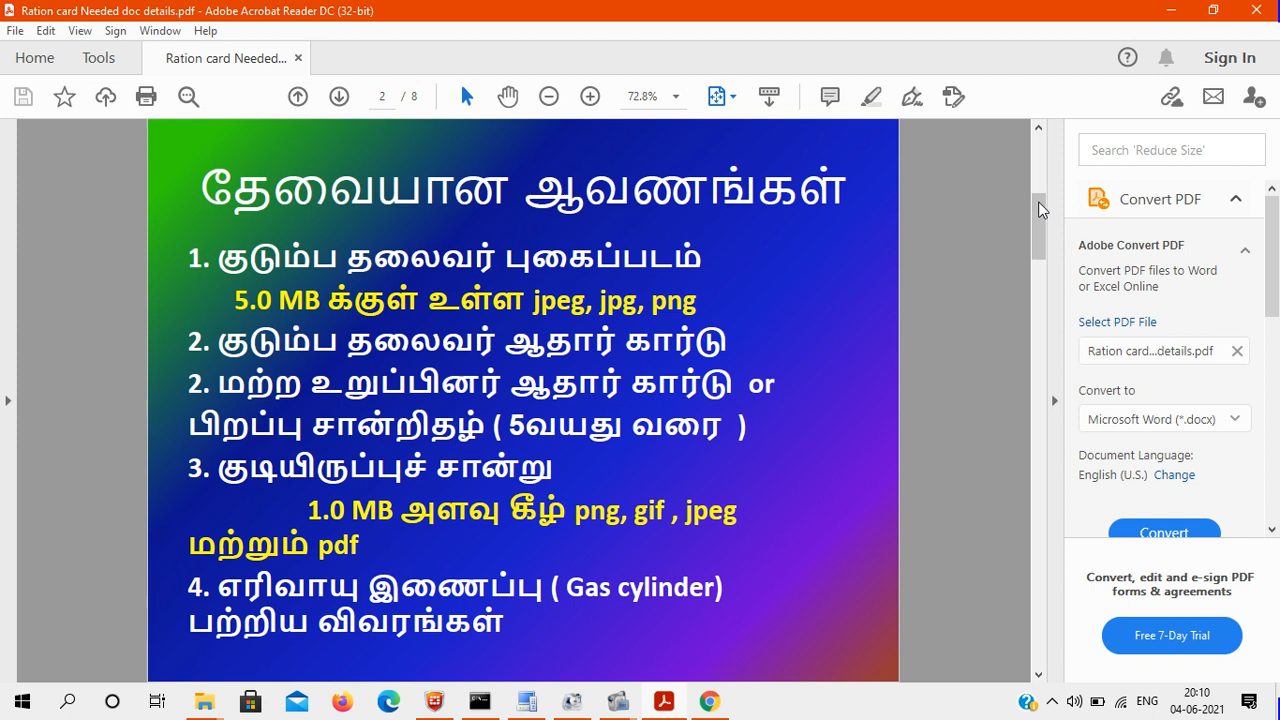 Ration card Needed doc details.pdf - Adobe Acrobat Reader DC (32-bit)
File Edit View Sign Window Help
Home Tools Ration card Needed... × Sign In
2 / 8 72.8%
தேவையான ஆவணங்கள்
1. குடும்ப தலைவர் புகைப்படம்
5.0 MB க்குள் உள்ள jpeg, jpg, png
2. குடும்ப தலைவர் ஆதார் கார்டு
2. மற்ற உறுப்பினர் ஆதார் கார்டு or
பிறப்பு சான்றிதழ் ( 5வயது வரை )
3. குடியிருப்புச் சான்று
1.0 MB அளவு கீழ் png, gif , jpeg
மற்றும் pdf
4. எரிவாயு இணைப்பு ( Gas cylinder)
பற்றிய விவரங்கள்
Search 'Reduce Size'
Convert PDF
Adobe Convert PDF
Convert PDF files to Word
or Excel Online
Select PDF File
Ration card...details.pdf
Convert to
Microsoft Word (*.docx)
Document Language:
English (U.S.) Change
Convert
Convert, edit and e-sign PDF
forms & agreements
Free 7-Day Trial
ENG
20:10
04-06-2021